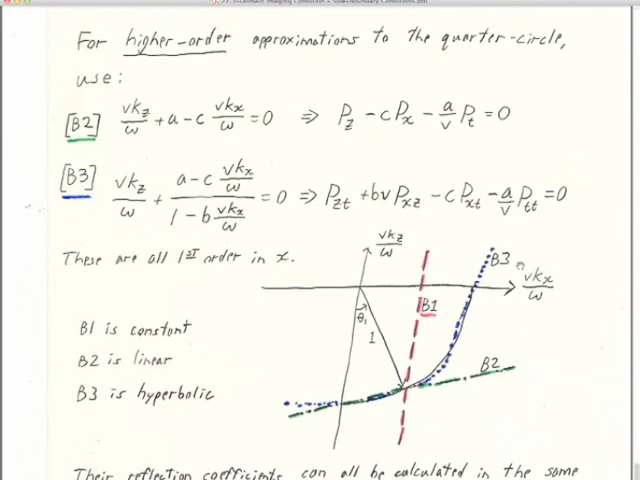 For higher-order approximations to the quarter-circle,
use:
[B2] vkz/ω + a - c vkx/ω = 0 ⇒ Pz - cPx - a/v Pt = 0
[B3] vkz/ω + (a - c vkx/ω)/(1 - b vkx/ω) = 0 ⇒ Pzt + bv Pxz - cPxt - a/v Ptt = 0
These are all 1ST order in x.
vkz/ω
B3
vkx/ω
B1
θ1
1
B1 is constant
B2 is linear
B2
B3 is hyperbolic
Their reflection coefficients can all be calculated in the same